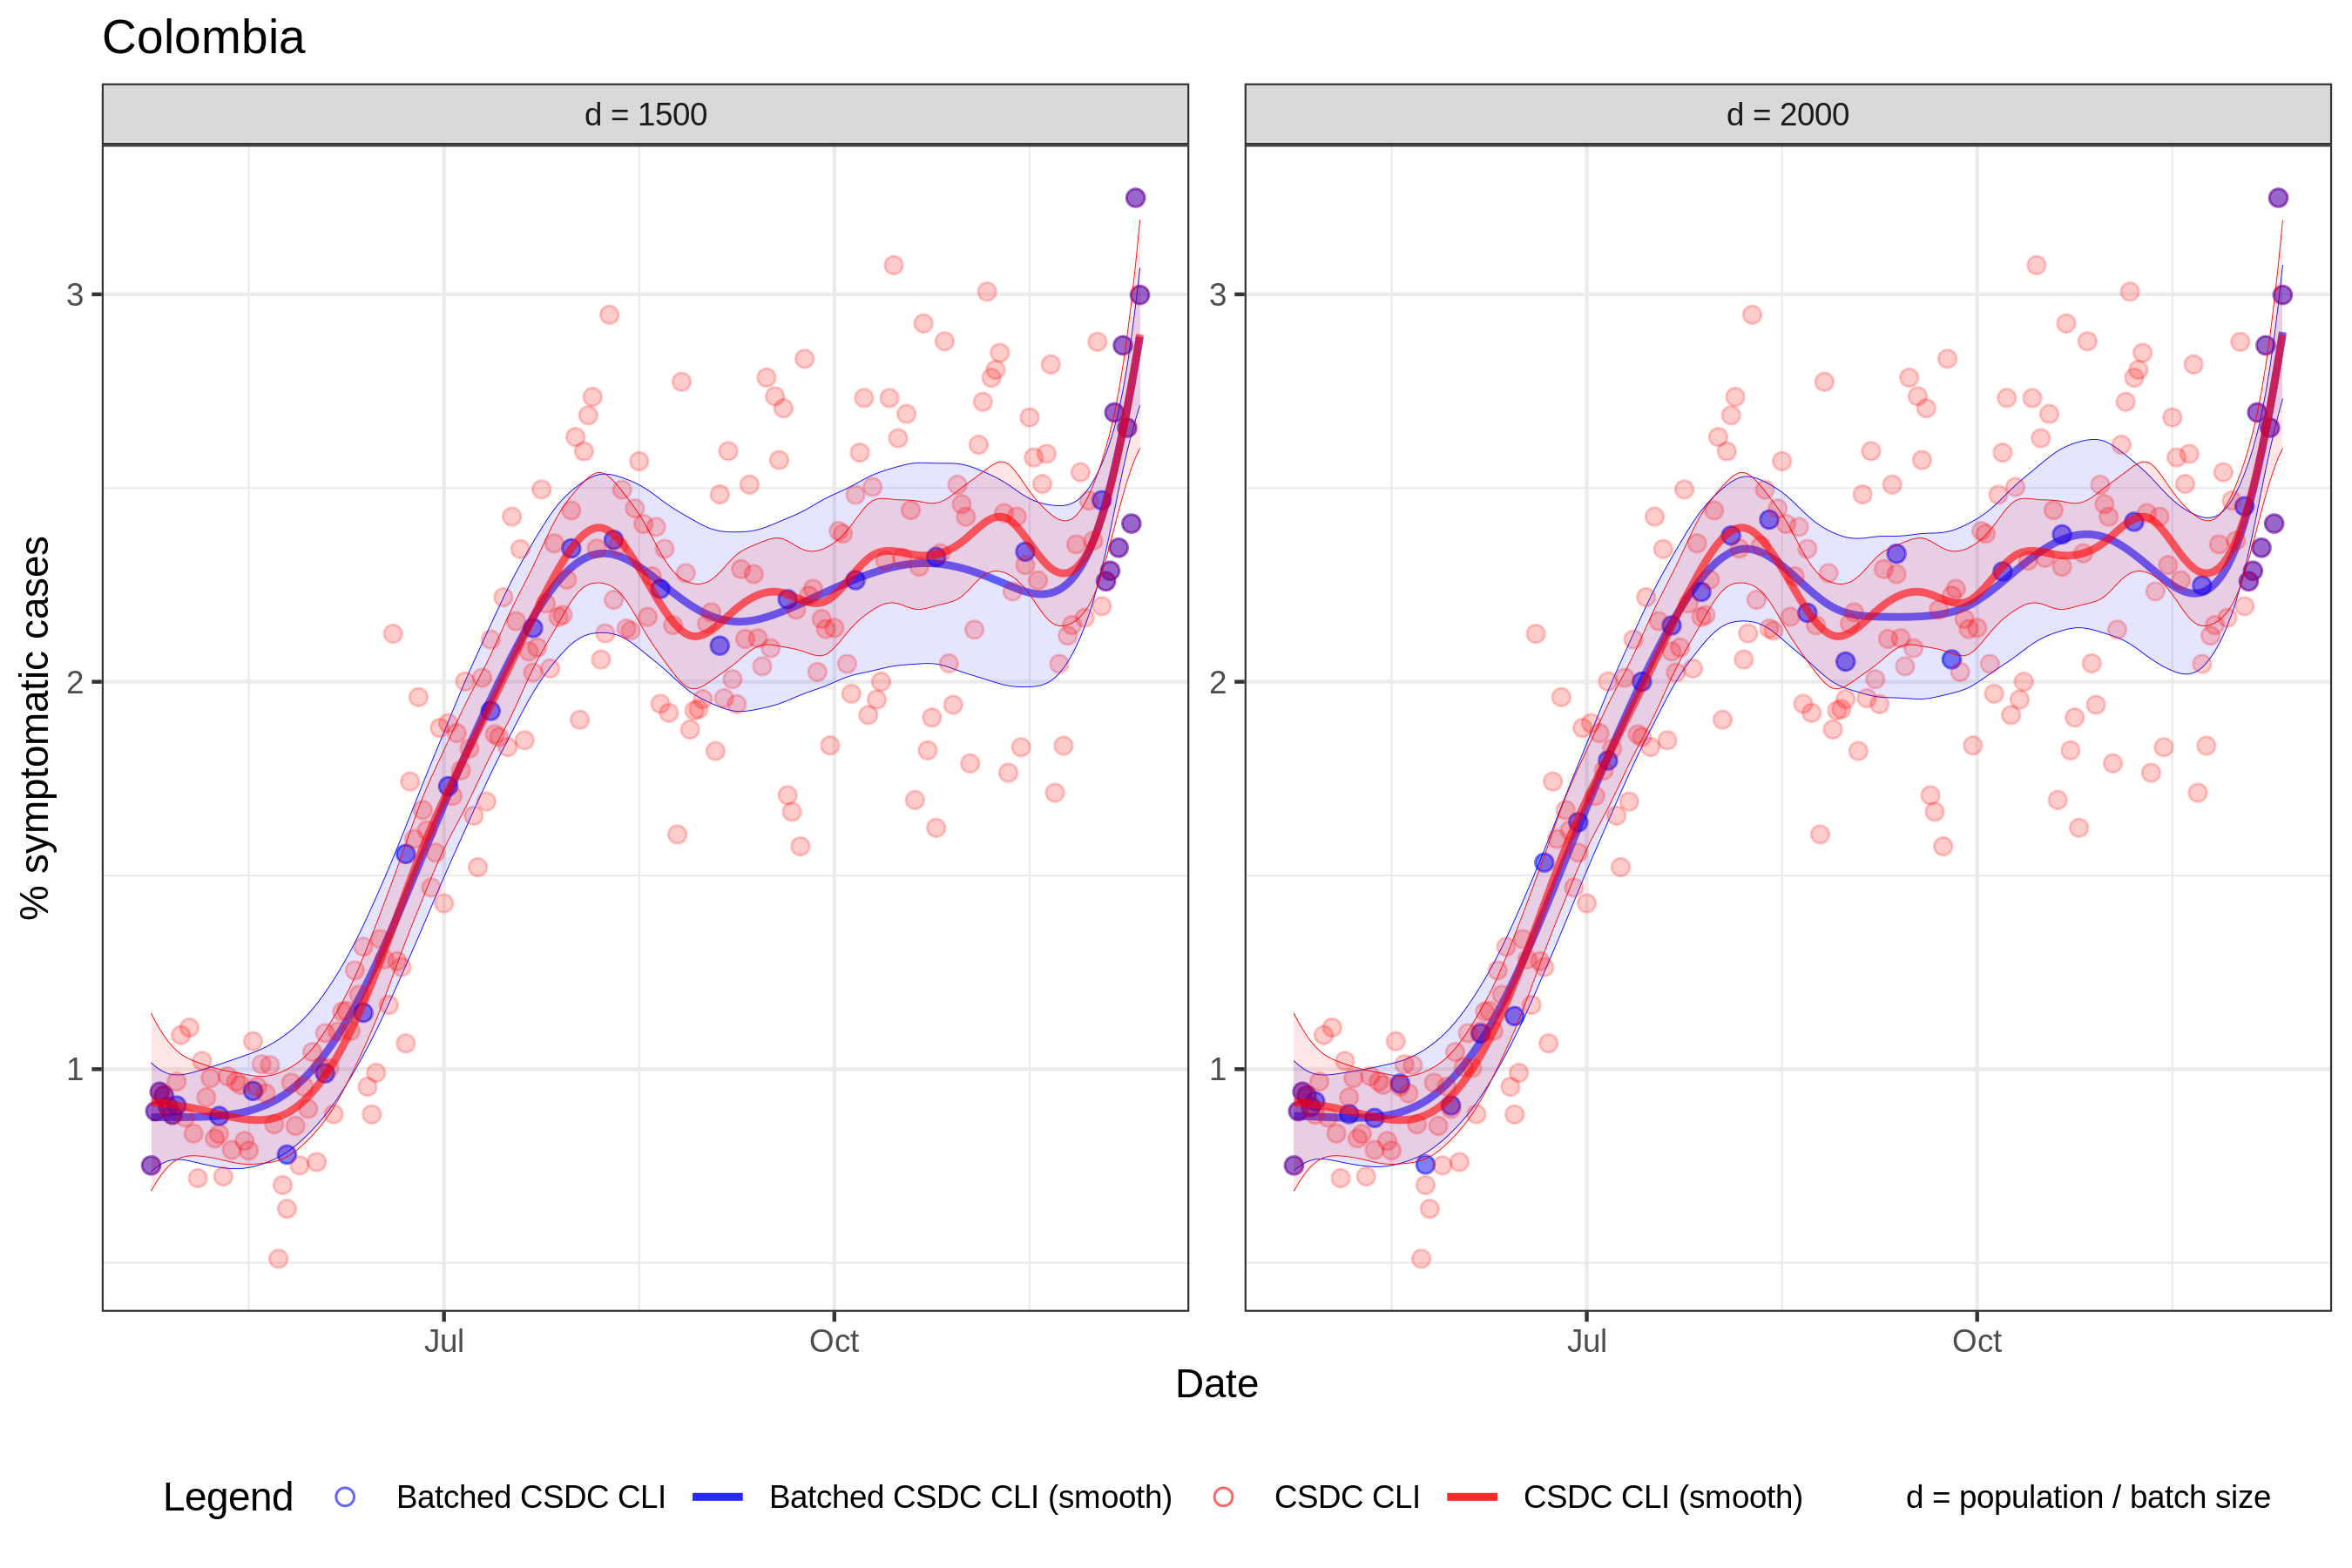 Colombia
d = 1500
d = 2000
% symptomatic cases
3
2
1
3
2
1
Jul
Oct
Jul
Oct
Date
Legend
Batched CSDC CLI
Batched CSDC CLI (smooth)
CSDC CLI
CSDC CLI (smooth)
d = population / batch size